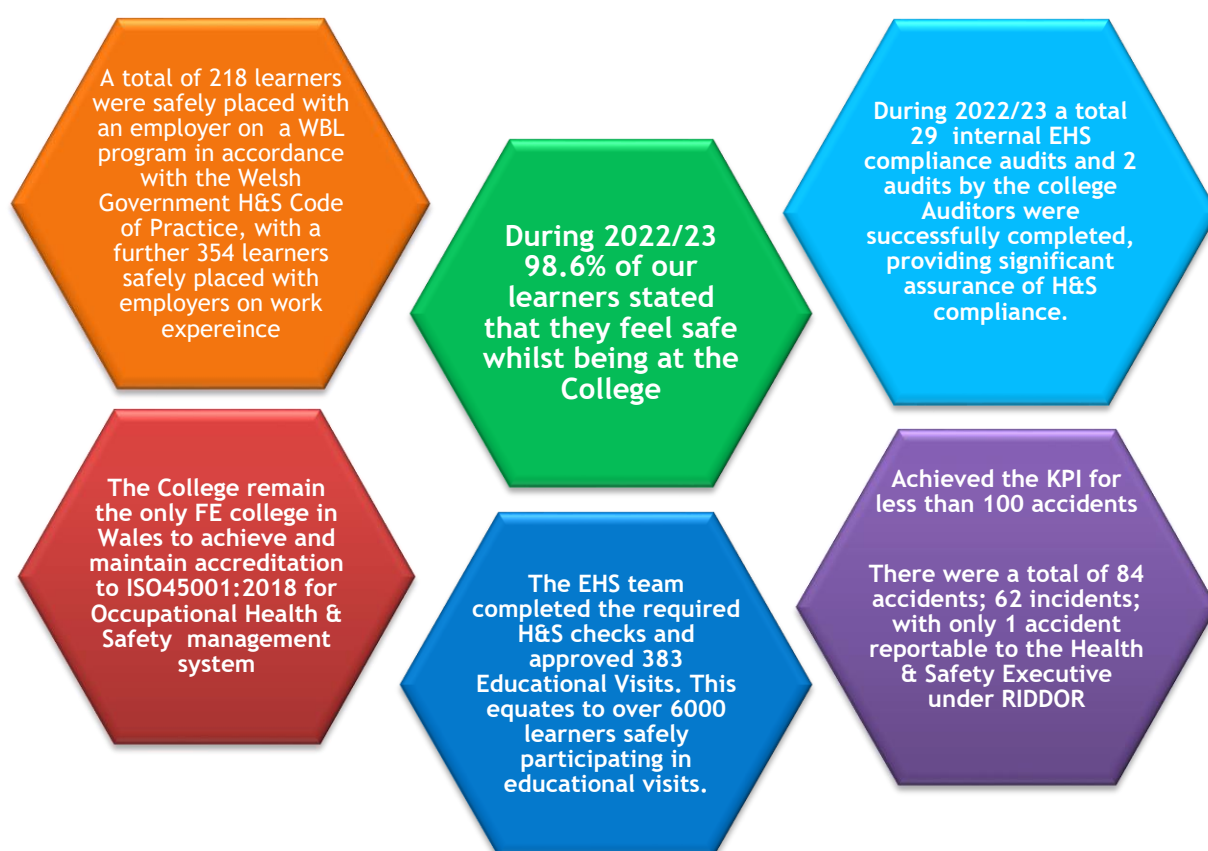 A total of 218 learners
were safely placed with
an employer on a WBL
program in accordance
with the Welsh
Government H&S Code
of Practice, with a
further 354 learners
safely placed with
employers on work
expereince
During 2022/23
98.6% of our
learners stated
that they feel safe
whilst being at the
College
During 2022/23 a total
29 internal EHS
compliance audits and 2
audits by the college
Auditors were
successfully completed,
providing significant
assurance of H&S
compliance.
The College remain
the only FE college in
Wales to achieve and
maintain accreditation
to ISO45001:2018 for
Occupational Health &
Safety management
system
The EHS team
completed the required
H&S checks and
approved 383
Educational Visits. This
equates to over 6000
learners safely
participating in
educational visits.
Achieved the KPI for
less than 100 accidents
There were a total of 84
accidents; 62 incidents;
with only 1 accident
reportable to the Health
& Safety Executive
under RIDDOR